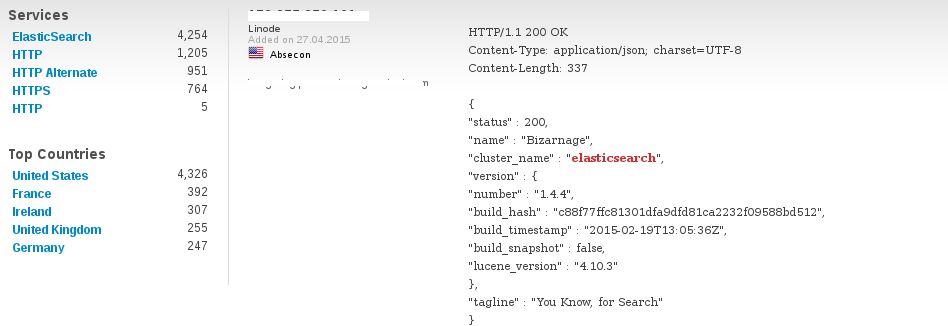 Services
ElasticSearch 4,254
HTTP 1,205
HTTP Alternate 951
HTTPS 764
HTTP 5
Top Countries
United States 4,326
France 392
Ireland 307
United Kingdom 255
Germany 247
Linode
Added on 27.04.2015
Absecon
HTTP/1.1 200 OK
Content-Type: application/json; charset=UTF-8
Content-Length: 337
{
"status" : 200,
"name" : "Bizarnage",
"cluster_name" : "elasticsearch",
"version" : {
"number" : "1.4.4",
"build_hash" : "c88f77ffc81301dfa9dfd81ca2232f09588bd512",
"build_timestamp" : "2015-02-19T13:05:36Z",
"build_snapshot" : false,
"lucene_version" : "4.10.3"
},
"tagline" : "You Know, for Search"
}